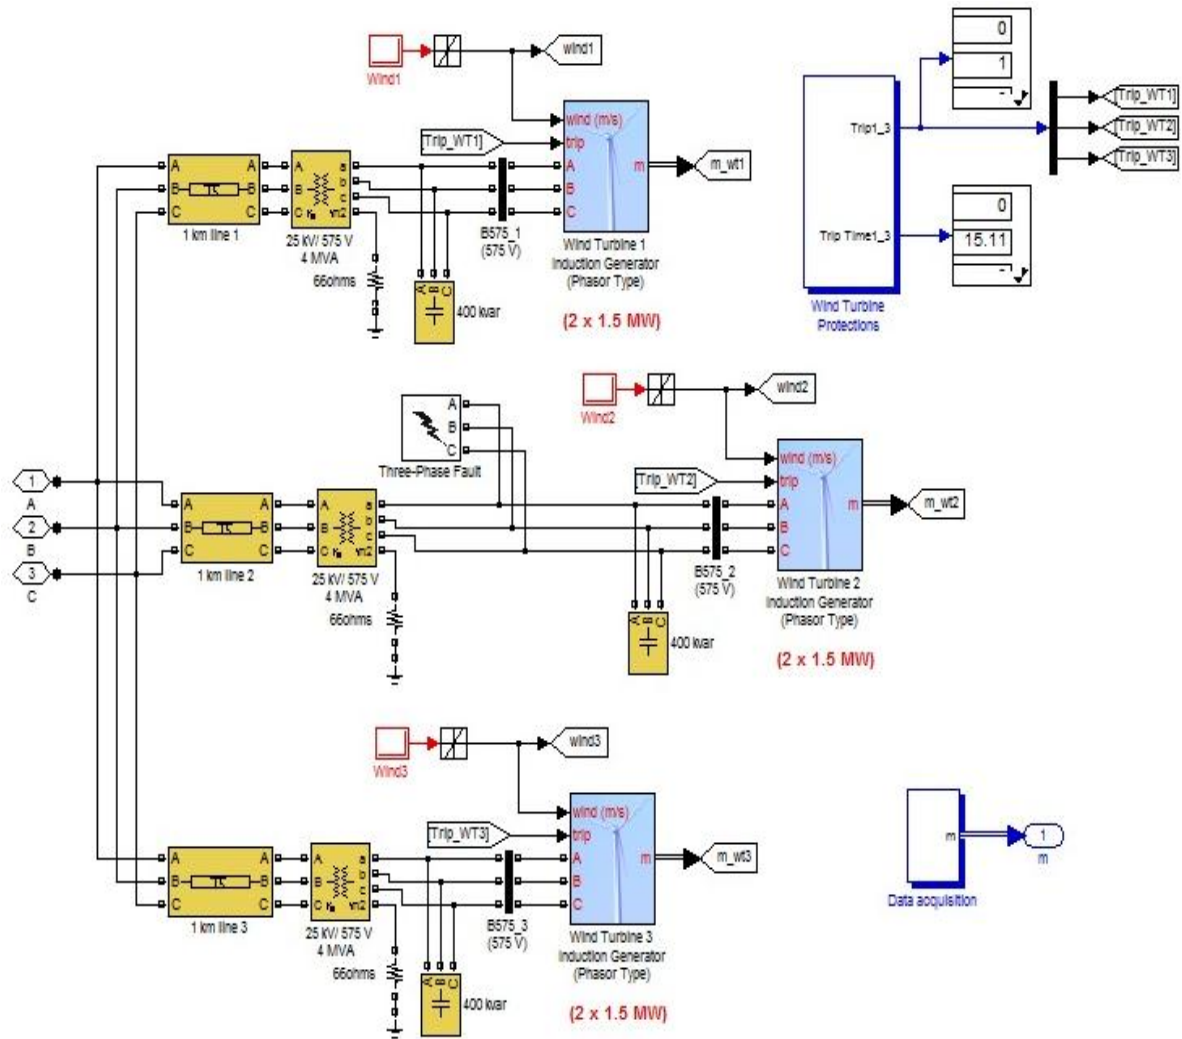 Wind1
wind1
[Trip_WT1]
wind (m/s)
trip
A
B
C
m
m_wt1
A
B
C
A
B
C
1 km line 1
A
B
C
a
b
c
n2
25 kV/ 575 V
4 MVA
66ohms
A
B
C
400 kvar
B575_1
(575 V)
Wind Turbine 1
Induction Generator
(Phasor Type)
(2 x 1.5 MW)
Trip1_3
Trip Time1_3
Wind Turbine
Protections
0
1
-
0
15.11
-
[Trip_WT1]
[Trip_WT2]
[Trip_WT3]
Wind2
wind2
A
B
C
Three-Phase Fault
[Trip_WT2]
wind (m/s)
trip
A
B
C
m
m_wt2
1
A
2
B
3
C
A
B
C
A
B
C
1 km line 2
A
B
C
a
b
c
n2
25 kV/ 575 V
4 MVA
66ohms
A
B
C
400 kvar
B575_2
(575 V)
Wind Turbine 2
Induction Generator
(Phasor Type)
(2 x 1.5 MW)
Wind3
wind3
[Trip_WT3]
wind (m/s)
trip
A
B
C
m
m_wt3
A
B
C
A
B
C
1 km line 3
A
B
C
a
b
c
n2
25 kV/ 575 V
4 MVA
66ohms
A
B
C
400 kvar
B575_3
(575 V)
Wind Turbine 3
Induction Generator
(Phasor Type)
(2 x 1.5 MW)
m
Data acquisition
1
m